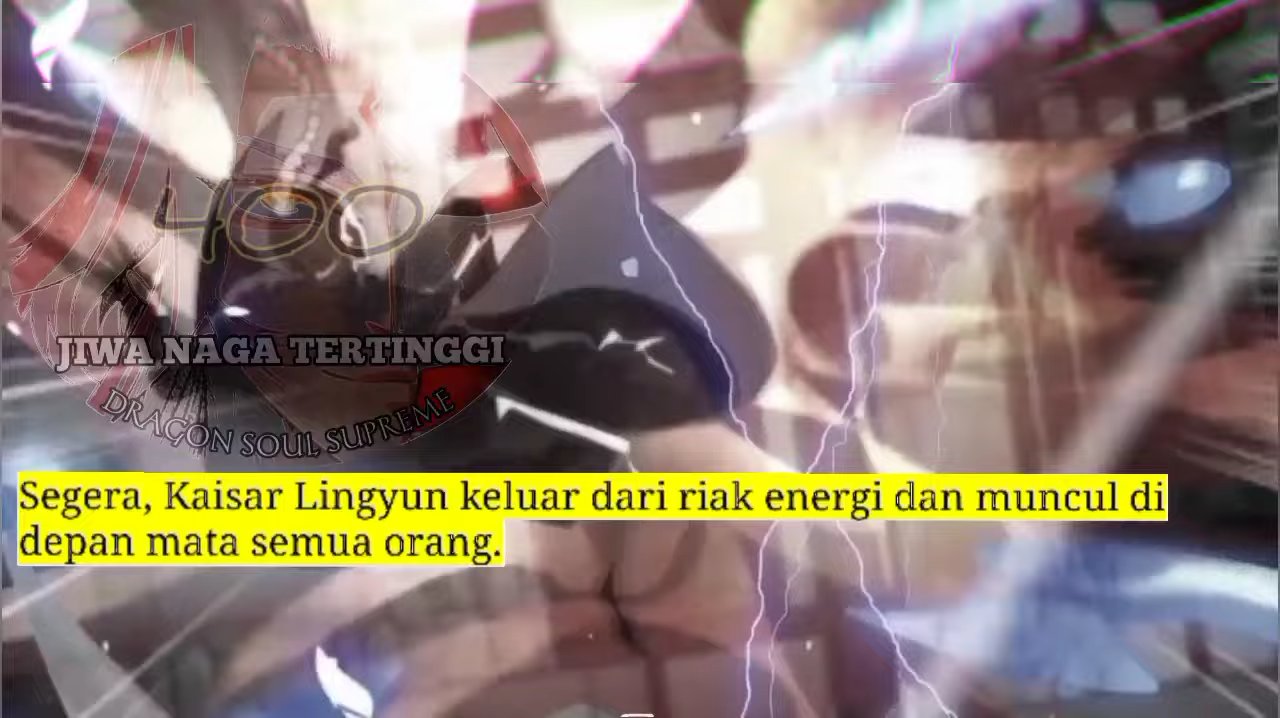 400
JIWA NAGA TERTINGGI
DRAGON SOUL SUPREME
Segera, Kaisar Lingyun keluar dari riak energi dan muncul di
depan mata semua orang.